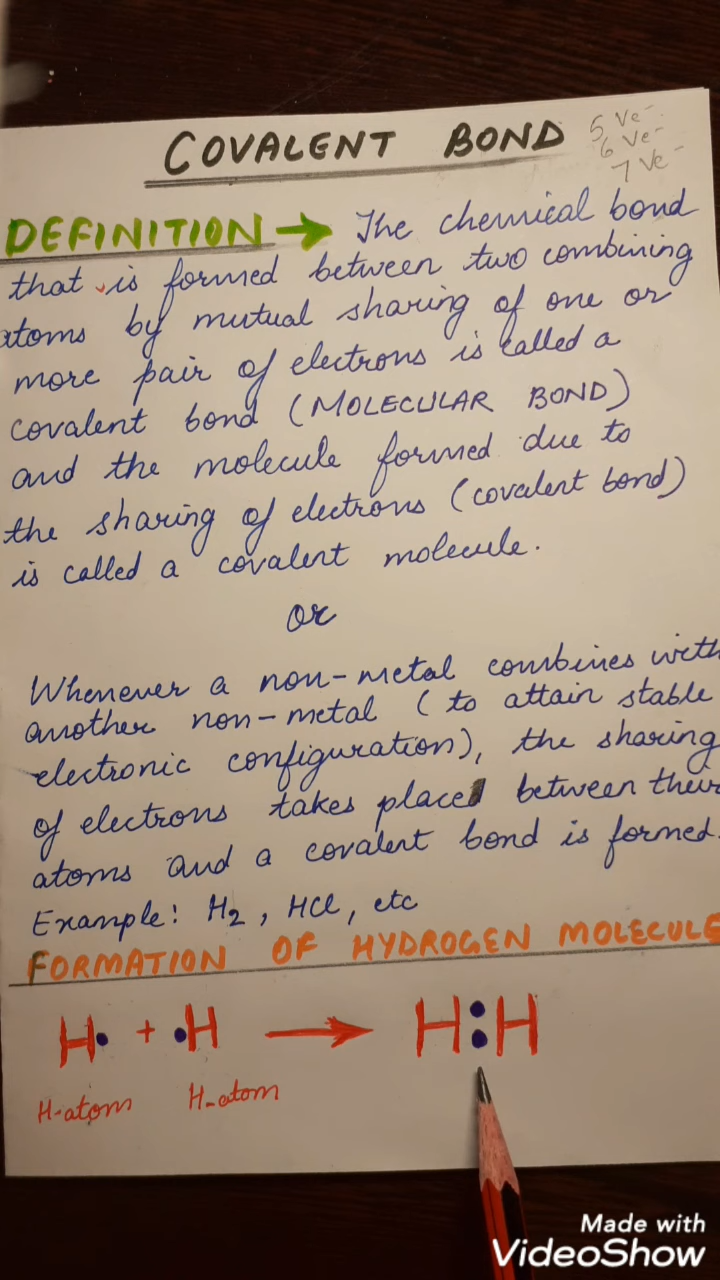 COVALENT BOND
5 Ve⁻
6 Ve⁻
7 Ve⁻
DEFINITION → The chemical bond
that is formed between two combining
atoms by mutual sharing of one or
more pair of electrons is called a
covalent bond (MOLECULAR BOND)
and the molecule formed due to
the sharing of electrons (covalent bond)
is called a covalent molecule.
or
Whenever a non-metal combines with
another non-metal (to attain stable
electronic configuration), the sharing
of electrons takes place between their
atoms and a covalent bond is formed.
Example: H₂, HCl, etc
FORMATION OF HYDROGEN MOLECULE
H• + •H → H:H
H-atom H-atom
Made with
VideoShow